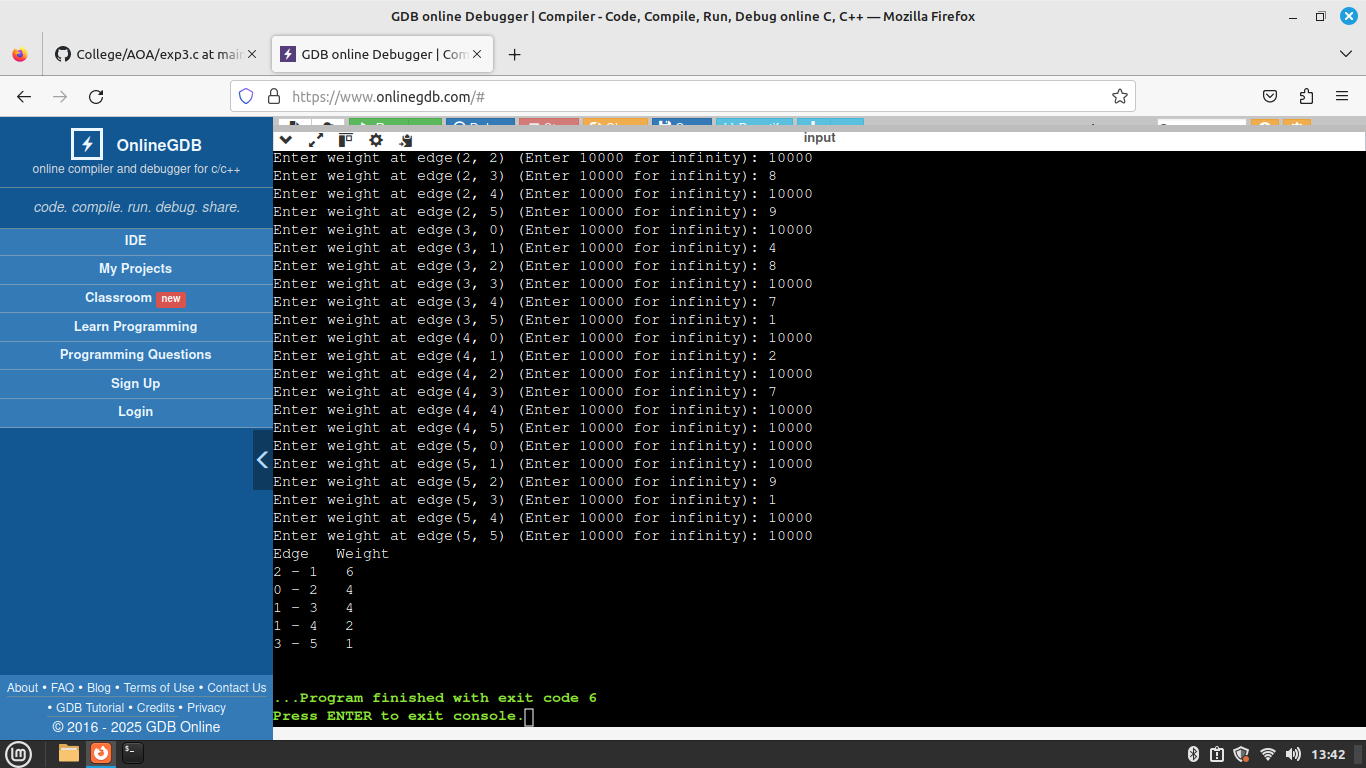 GDB online Debugger | Compiler - Code, Compile, Run, Debug online C, C++ — Mozilla Firefox
College/AOA/exp3.c at main
GDB online Debugger | Com
https://www.onlinegdb.com/#
OnlineGDB
online compiler and debugger for c/c++
code. compile. run. debug. share.
IDE
My Projects
Classroom new
Learn Programming
Programming Questions
Sign Up
Login
About • FAQ • Blog • Terms of Use • Contact Us
• GDB Tutorial • Credits • Privacy
© 2016 - 2025 GDB Online
input
Enter weight at edge(2, 2) (Enter 10000 for infinity): 10000
Enter weight at edge(2, 3) (Enter 10000 for infinity): 8
Enter weight at edge(2, 4) (Enter 10000 for infinity): 10000
Enter weight at edge(2, 5) (Enter 10000 for infinity): 9
Enter weight at edge(3, 0) (Enter 10000 for infinity): 10000
Enter weight at edge(3, 1) (Enter 10000 for infinity): 4
Enter weight at edge(3, 2) (Enter 10000 for infinity): 8
Enter weight at edge(3, 3) (Enter 10000 for infinity): 10000
Enter weight at edge(3, 4) (Enter 10000 for infinity): 7
Enter weight at edge(3, 5) (Enter 10000 for infinity): 1
Enter weight at edge(4, 0) (Enter 10000 for infinity): 10000
Enter weight at edge(4, 1) (Enter 10000 for infinity): 2
Enter weight at edge(4, 2) (Enter 10000 for infinity): 10000
Enter weight at edge(4, 3) (Enter 10000 for infinity): 7
Enter weight at edge(4, 4) (Enter 10000 for infinity): 10000
Enter weight at edge(4, 5) (Enter 10000 for infinity): 10000
Enter weight at edge(5, 0) (Enter 10000 for infinity): 10000
Enter weight at edge(5, 1) (Enter 10000 for infinity): 10000
Enter weight at edge(5, 2) (Enter 10000 for infinity): 9
Enter weight at edge(5, 3) (Enter 10000 for infinity): 1
Enter weight at edge(5, 4) (Enter 10000 for infinity): 10000
Enter weight at edge(5, 5) (Enter 10000 for infinity): 10000
Edge   Weight
2 - 1   6
0 - 2   4
1 - 3   4
1 - 4   2
3 - 5   1
...Program finished with exit code 6
Press ENTER to exit console.
13:42